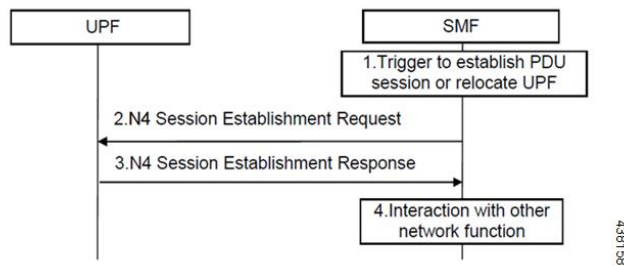 UPF
SMF
1.Trigger to establish PDU
session or relocate UPF
2.N4 Session Establishment Request
3.N4 Session Establishment Response
4.Interaction with other
network function
438158